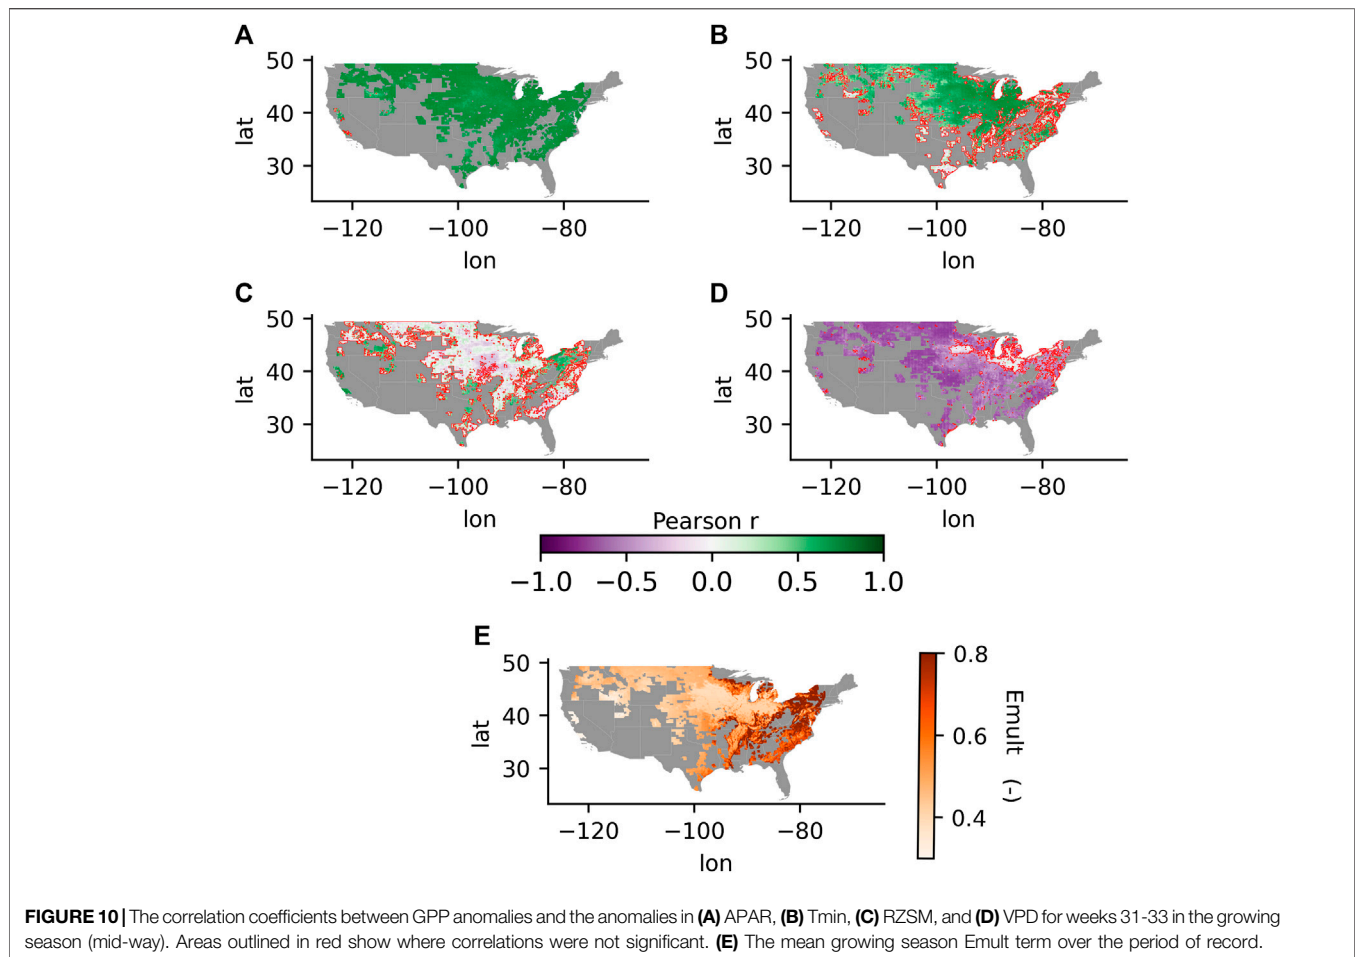 A
B
50
40
30
lat
−120
−100
−80
lon
50
40
30
lat
−120
−100
−80
lon
C
D
50
40
30
lat
−120
−100
−80
lon
50
40
30
lat
−120
−100
−80
lon
Pearson r
−1.0 −0.5 0.0 0.5 1.0
E
50
40
30
lat
−120
−100
−80
lon
0.8
0.6
0.4
Emult (-)
FIGURE 10 | The correlation coefficients between GPP anomalies and the anomalies in (A) APAR, (B) Tmin, (C) RZSM, and (D) VPD for weeks 31-33 in the growing
season (mid-way). Areas outlined in red show where correlations were not significant. (E) The mean growing season Emult term over the period of record.